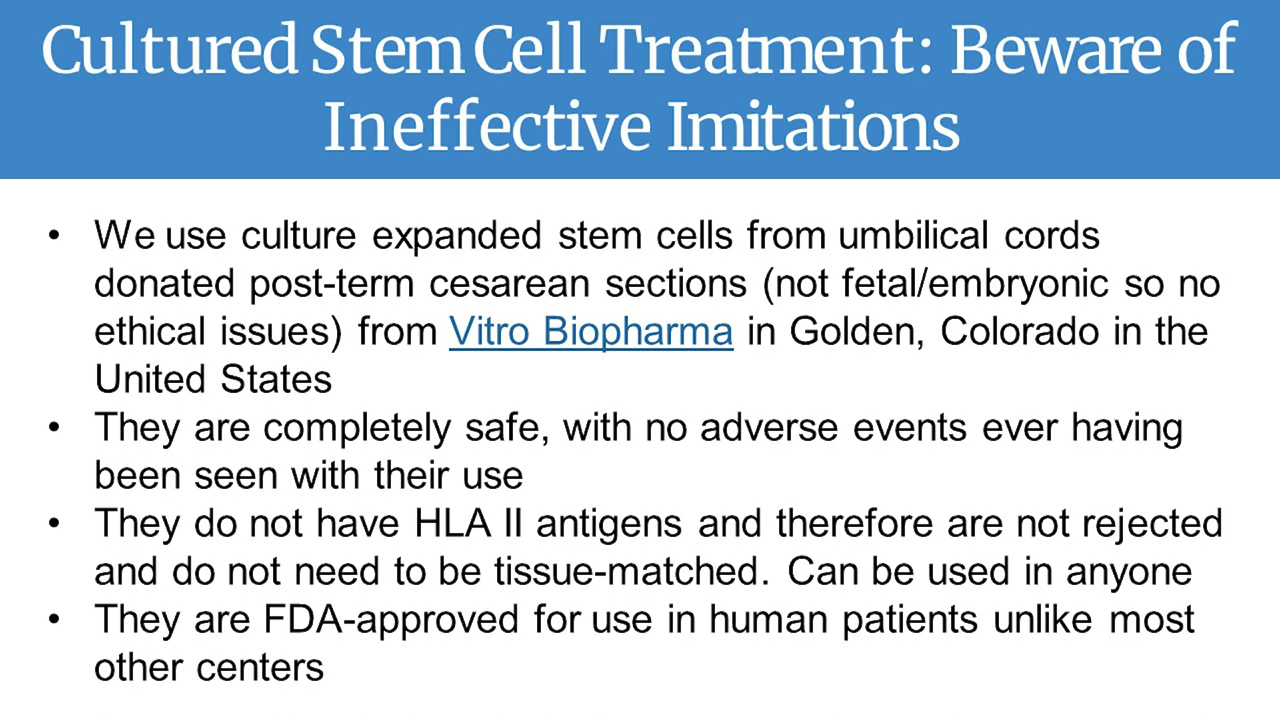 Cultured Stem Cell Treatment: Beware of
Ineffective Imitations
• We use culture expanded stem cells from umbilical cords
donated post-term cesarean sections (not fetal/embryonic so no
ethical issues) from Vitro Biopharma in Golden, Colorado in the
United States
• They are completely safe, with no adverse events ever having
been seen with their use
• They do not have HLA II antigens and therefore are not rejected
and do not need to be tissue-matched. Can be used in anyone
• They are FDA-approved for use in human patients unlike most
other centers